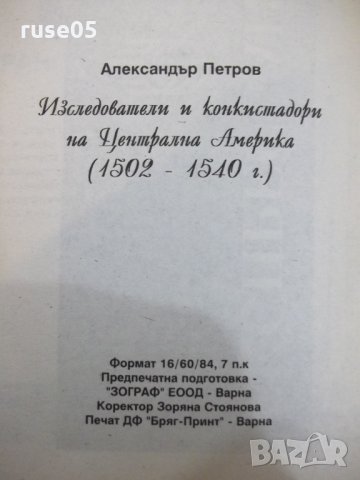 ruse05
Александър Петров
Изследователи и конкистадори
на Централна Америка
(1502 - 1540 г.)
Формат 16/60/84, 7 п.к
Предпечатна подготовка -
"ЗОГРАФ" ЕООД - Варна
Коректор Зоряна Стоянова
Печат ДФ "Бряг-Принт" - Варна
bazar